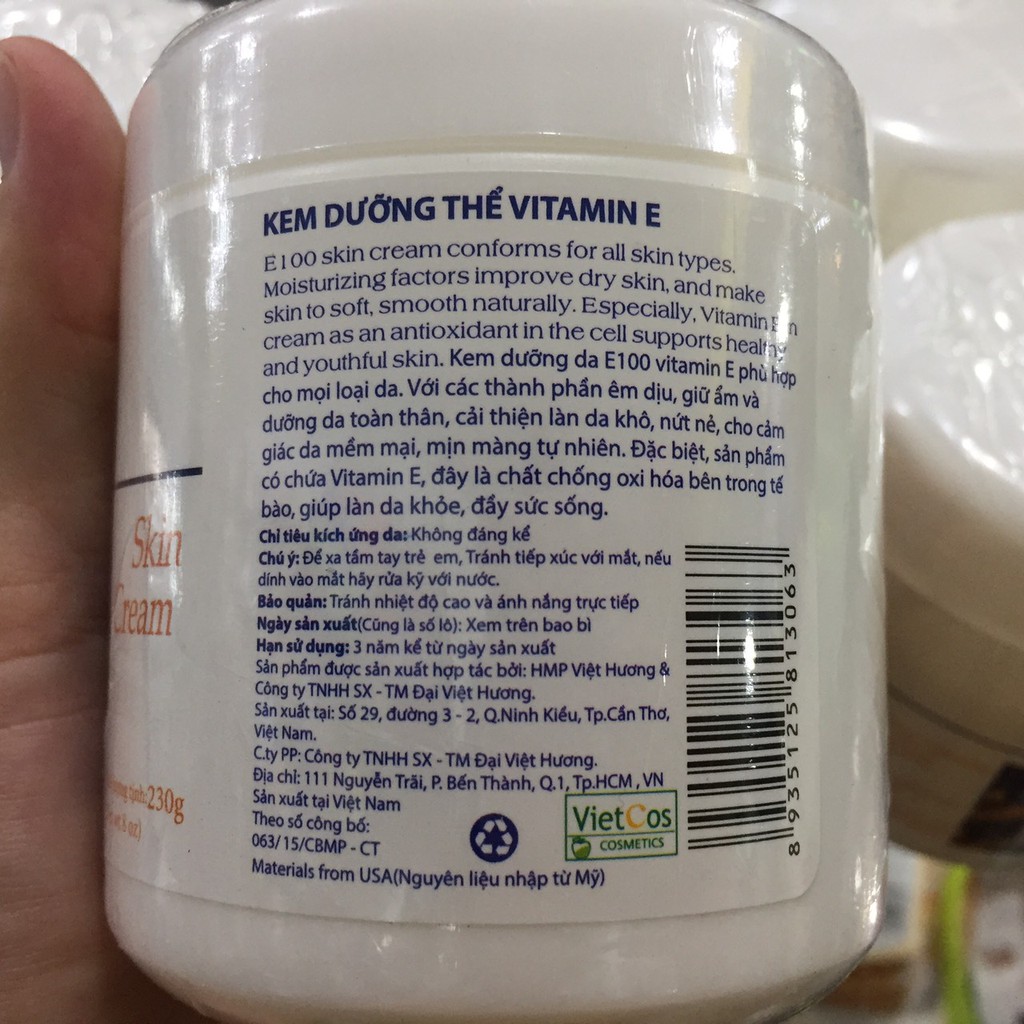 KEM DƯỠNG THỂ VITAMIN E
E100 skin cream conforms for all skin types.
Moisturizing factors improve dry skin, and make
skin to soft, smooth naturally. Especially, Vitamin E in
cream as an antioxidant in the cell supports healthy
and youthful skin. Kem dưỡng da E100 vitamin E phù hợp
cho mọi loại da. Với các thành phần êm dịu, giữ ẩm và
dưỡng da toàn thân, cải thiện làn da khô, nứt nẻ, cho cảm
giác da mềm mại, mịn màng tự nhiên. Đặc biệt, sản phẩm
có chứa Vitamin E, đây là chất chống oxi hóa bên trong tế
bào, giúp làn da khỏe, đầy sức sống.
Chỉ tiêu kích ứng da: Không đáng kể
Chú ý: Để xa tầm tay trẻ em, Tránh tiếp xúc với mắt, nếu
dính vào mắt hãy rửa kỹ với nước.
Bảo quản: Tránh nhiệt độ cao và ánh nắng trực tiếp
Ngày sản xuất(Cũng là số lô): Xem trên bao bì
Hạn sử dụng: 3 năm kể từ ngày sản xuất
Sản phẩm được sản xuất hợp tác bởi: HMP Việt Hương &
Công ty TNHH SX - TM Đại Việt Hương.
Sản xuất tại: Số 29, đường 3 - 2, Q.Ninh Kiều, Tp.Cần Thơ,
Việt Nam.
C.ty PP: Công ty TNHH SX - TM Đại Việt Hương.
Địa chỉ: 111 Nguyễn Trãi, P. Bến Thành, Q.1, Tp.HCM , VN
Sản xuất tại Việt Nam
Theo số công bố:
063/15/CBMP - CT
Materials from USA(Nguyên liệu nhập từ Mỹ)
VietCos
COSMETICS
8935125813063
Skin
Cream
tịnh:230g
8 oz)